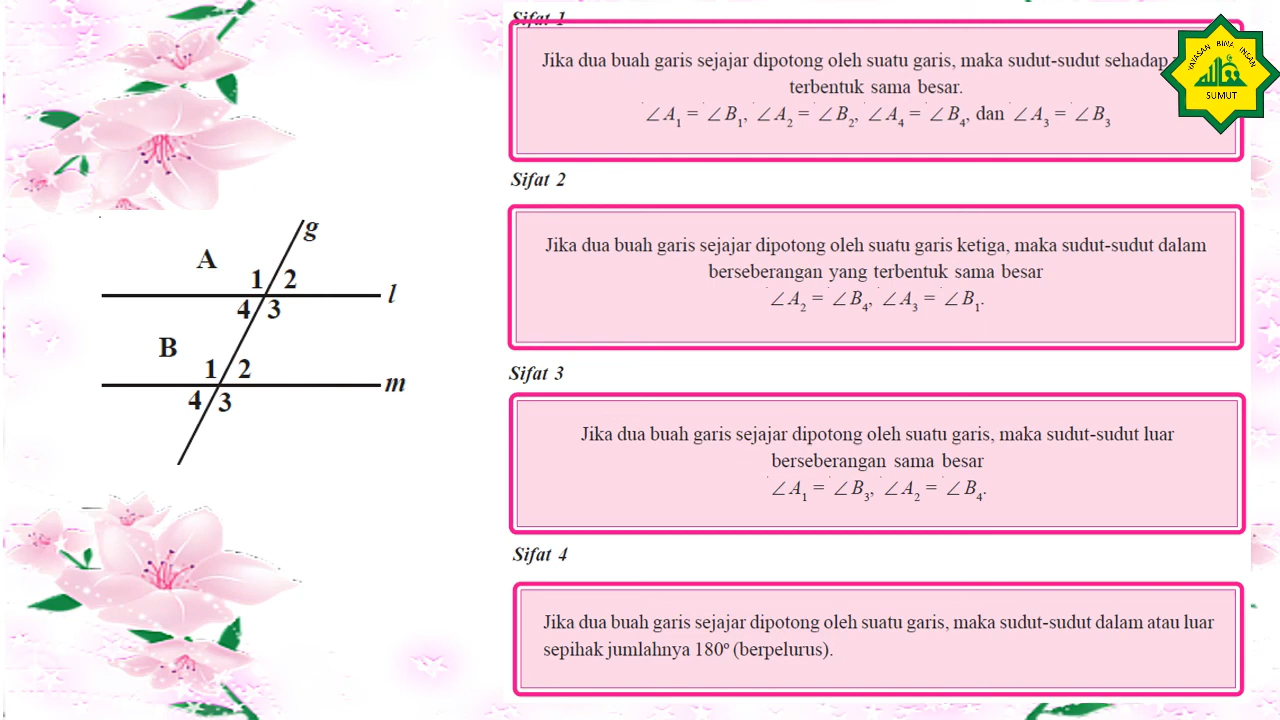 Sifat 1
Jika dua buah garis sejajar dipotong oleh suatu garis, maka sudut-sudut sehadap
terbentuk sama besar.
∠A₁ = ∠B₁, ∠A₂ = ∠B₂, ∠A₄ = ∠B₄, dan ∠A₃ = ∠B₃
YAYASAN BINA INSAN
SUMUT
Sifat 2
Jika dua buah garis sejajar dipotong oleh suatu garis ketiga, maka sudut-sudut dalam
berseberangan yang terbentuk sama besar
∠A₂ = ∠B₄, ∠A₃ = ∠B₁.
g
A
1 2
l
4 3
B
1 2
m
4 3
Sifat 3
Jika dua buah garis sejajar dipotong oleh suatu garis, maka sudut-sudut luar
berseberangan sama besar
∠A₁ = ∠B₃, ∠A₂ = ∠B₄.
Sifat 4
Jika dua buah garis sejajar dipotong oleh suatu garis, maka sudut-sudut dalam atau luar
sepihak jumlahnya 180º (berpelurus).